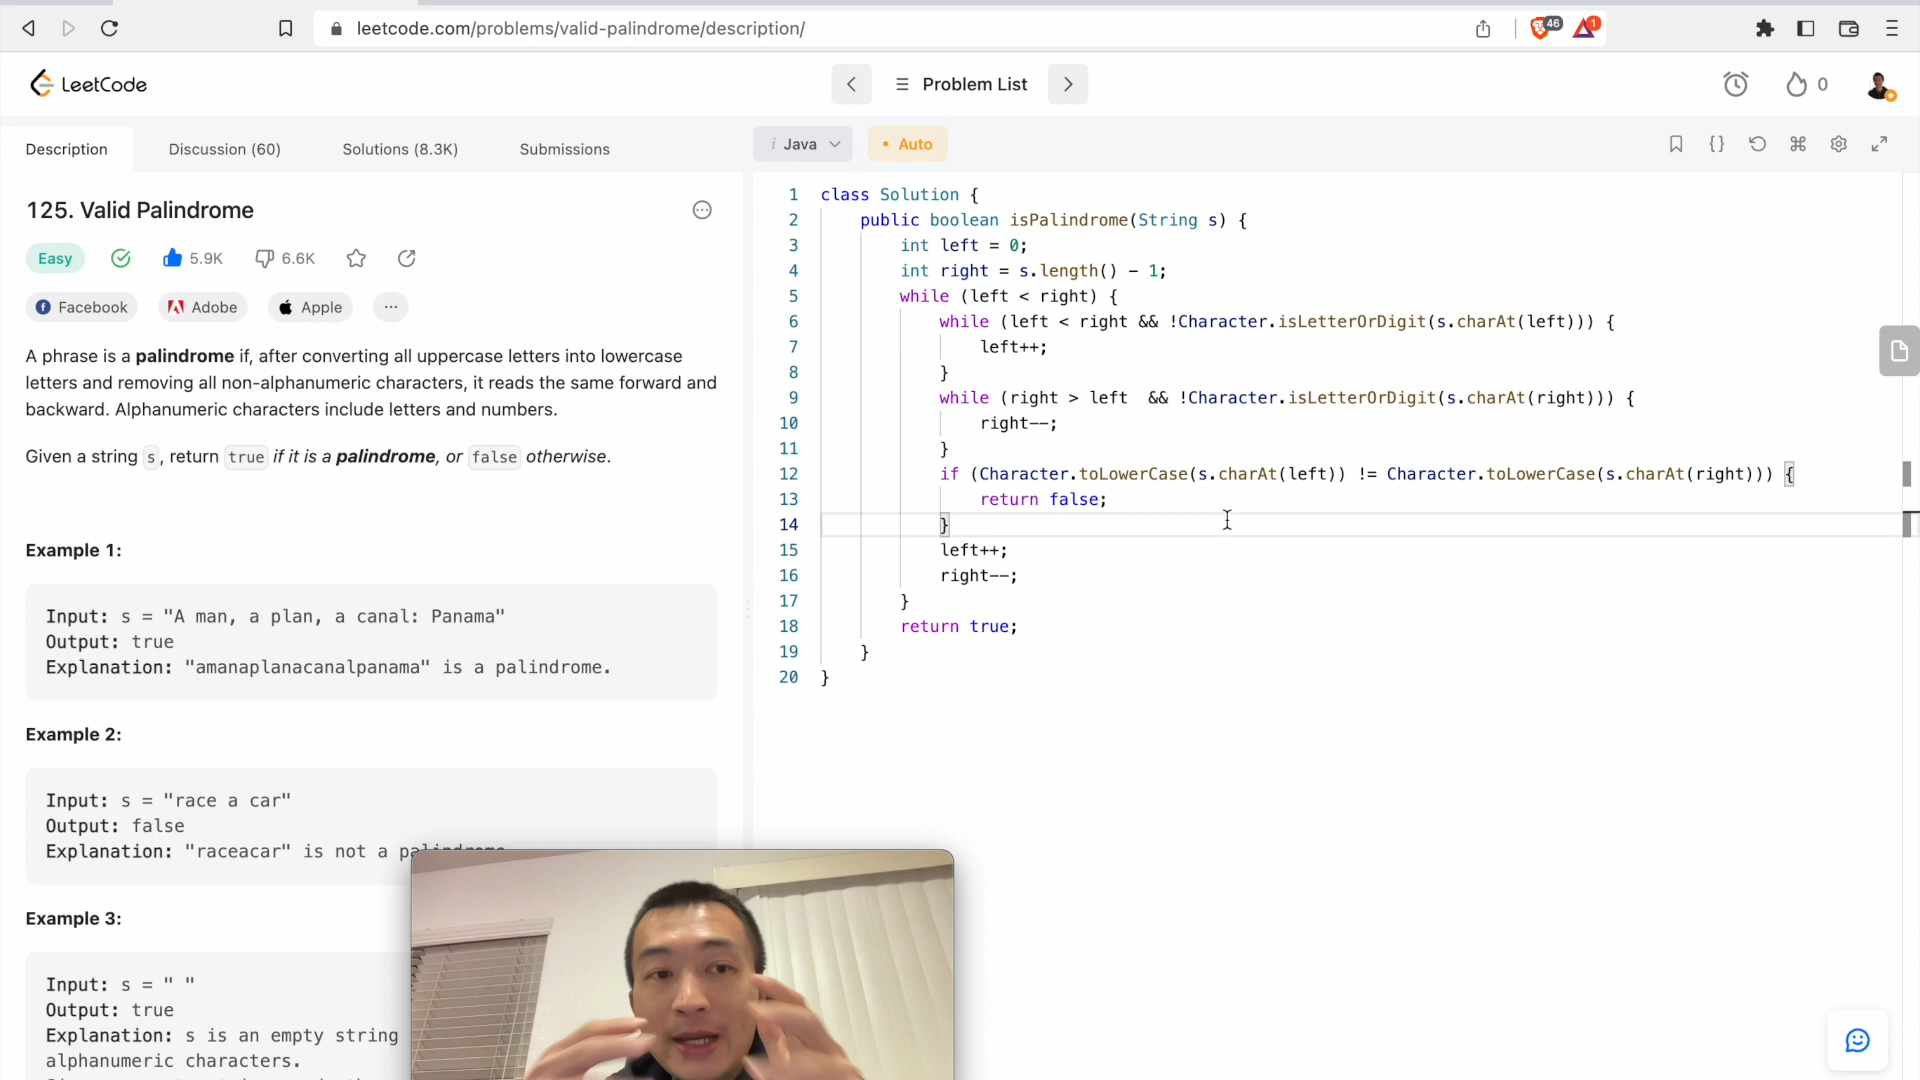 leetcode.com/problems/valid-palindrome/description/
46
1
LeetCode
Problem List
0
Description
Discussion (60)
Solutions (8.3K)
Submissions
i Java
• Auto
125. Valid Palindrome
Easy
5.9K
6.6K
Facebook
Adobe
Apple
A phrase is a palindrome if, after converting all uppercase letters into lowercase
letters and removing all non-alphanumeric characters, it reads the same forward and
backward. Alphanumeric characters include letters and numbers.
Given a string s, return true if it is a palindrome, or false otherwise.
Example 1:
Input: s = "A man, a plan, a canal: Panama"
Output: true
Explanation: "amanaplanacanalpanama" is a palindrome.
Example 2:
Input: s = "race a car"
Output: false
Explanation: "raceacar" is not a palindrome.
Example 3:
Input: s = " "
Output: true
Explanation: s is an empty string
alphanumeric characters.
1 class Solution {
2 public boolean isPalindrome(String s) {
3 int left = 0;
4 int right = s.length() - 1;
5 while (left < right) {
6 while (left < right && !Character.isLetterOrDigit(s.charAt(left))) {
7 left++;
8 }
9 while (right > left  && !Character.isLetterOrDigit(s.charAt(right))) {
10 right--;
11 }
12 if (Character.toLowerCase(s.charAt(left)) != Character.toLowerCase(s.charAt(right))) {
13 return false;
14 }
15 left++;
16 right--;
17 }
18 return true;
19 }
20 }